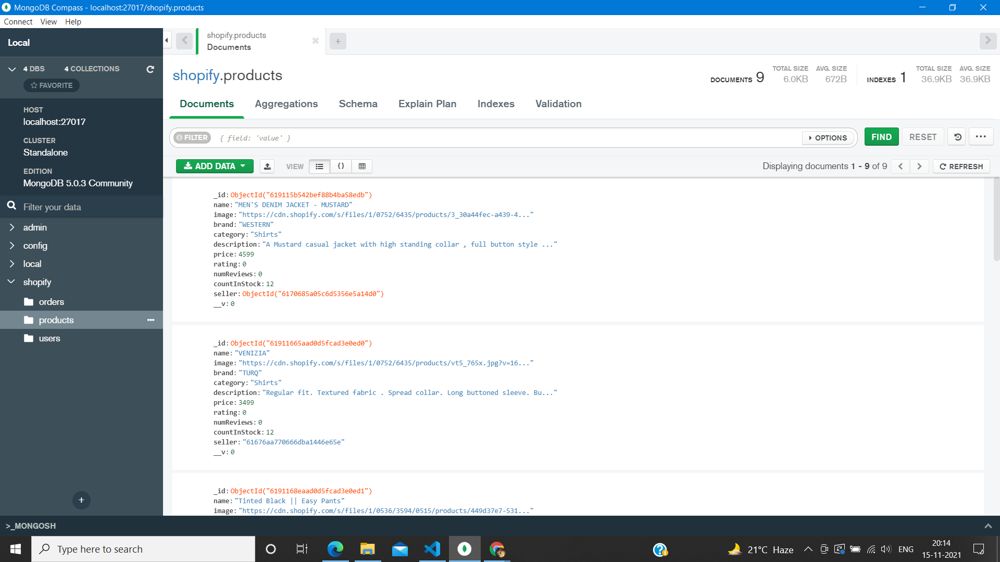 MongoDB Compass - localhost:27017/shopify.products
Connect View Help
Local
4 DBS 4 COLLECTIONS
FAVORITE
HOST
localhost:27017
CLUSTER
Standalone
EDITION
MongoDB 5.0.3 Community
Filter your data
admin
config
local
shopify
orders
products
users
>_MONGOSH
shopify.products
Documents
shopify.products
DOCUMENTS 9
TOTAL SIZE AVG. SIZE
6.0KB 672B
INDEXES 1
TOTAL SIZE AVG. SIZE
36.9KB 36.9KB
Documents Aggregations Schema Explain Plan Indexes Validation
FILTER { field: 'value' } OPTIONS FIND RESET
ADD DATA VIEW Displaying documents 1 - 9 of 9 REFRESH
_id: ObjectId("619115b542bef88b4ba58edb")
name: "MEN'S DENIM JACKET - MUSTARD"
image: "https://cdn.shopify.com/s/files/1/0752/6435/products/3_30a44fec-a439-4..."
brand: "WESTERN"
category: "Shirts"
description: "A Mustard casual jacket with high standing collar , full button style ..."
price: 4599
rating: 0
numReviews: 0
countInStock: 12
seller: ObjectId("6170685a05c6d5356e5a14d0")
__v: 0
_id: ObjectId("61911665aad0d5fcad3e0ed0")
name: "VENIZIA"
image: "https://cdn.shopify.com/s/files/1/0752/6435/products/vt5_765x.jpg?v=16..."
brand: "TURQ"
category: "Shirts"
description: "Regular fit. Textured fabric . Spread collar. Long buttoned sleeve. Bu..."
price: 3499
rating: 0
numReviews: 0
countInStock: 12
seller: "61676aa770666dba1446e65e"
__v: 0
_id: ObjectId("6191168eaad0d5fcad3e0ed1")
name: "Tinted Black || Easy Pants"
image: "https://cdn.shopify.com/s/files/1/0536/3594/0515/products/449d37e7-531..."
Type here to search
21°C Haze
ENG
20:14
15-11-2021